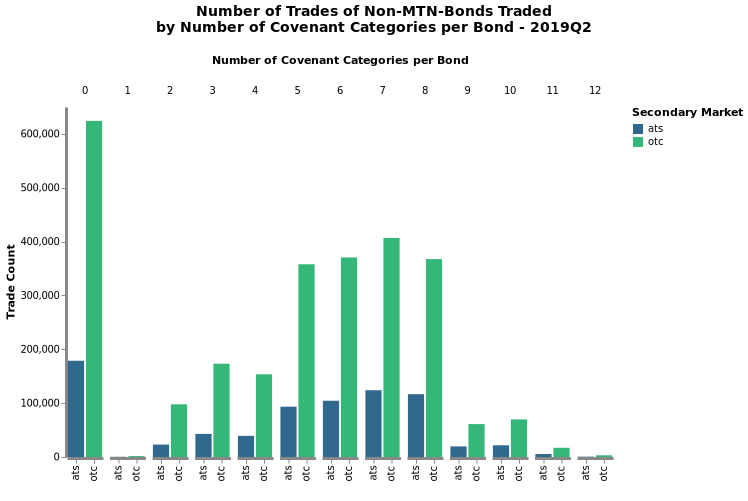 Number of Trades of Non-MTN-Bonds Traded
by Number of Covenant Categories per Bond - 2019Q2
Number of Covenant Categories per Bond
0 1 2 3 4 5 6 7 8 9 10 11 12
Secondary Market
ats
otc
Trade Count
600,000
500,000
400,000
300,000
200,000
100,000
0
ats otc ats otc ats otc ats otc ats otc ats otc ats otc ats otc ats otc ats otc ats otc ats otc ats otc